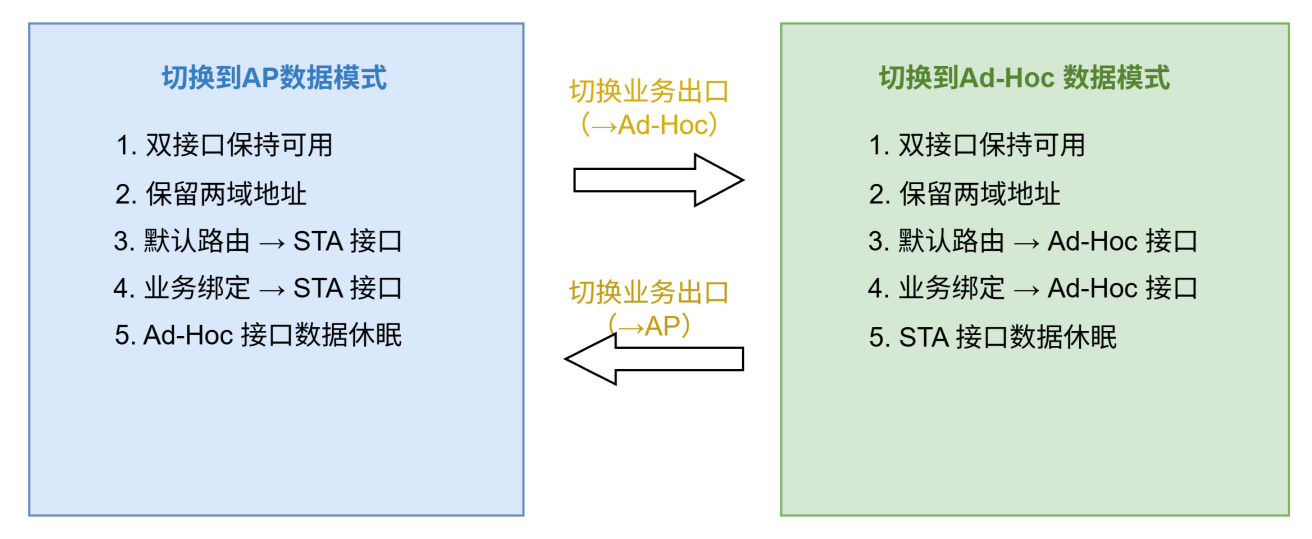 切换到AP数据模式
1. 双接口保持可用
2. 保留两域地址
3. 默认路由 → STA 接口
4. 业务绑定 → STA 接口
5. Ad-Hoc 接口数据休眠
切换业务出口
（→Ad-Hoc）
切换业务出口
（→AP）
切换到Ad-Hoc 数据模式
1. 双接口保持可用
2. 保留两域地址
3. 默认路由 → Ad-Hoc 接口
4. 业务绑定 → Ad-Hoc 接口
5. STA 接口数据休眠